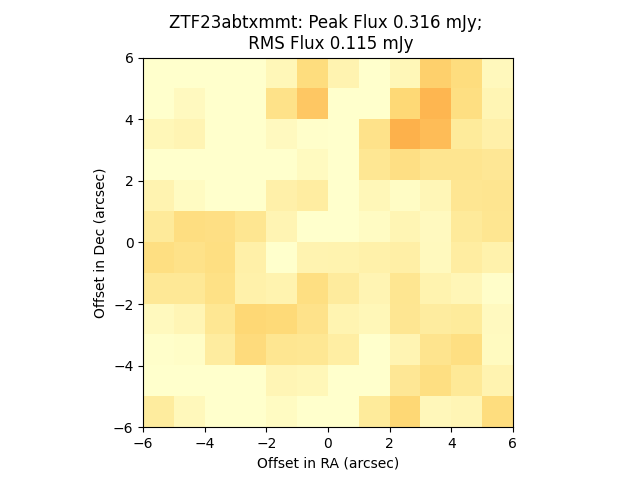 ZTF23abtxmmt: Peak Flux 0.316 mJy;
RMS Flux 0.115 mJy
6
4
2
0
−2
−4
−6
Offset in Dec (arcsec)
−6 −4 −2 0 2 4 6
Offset in RA (arcsec)